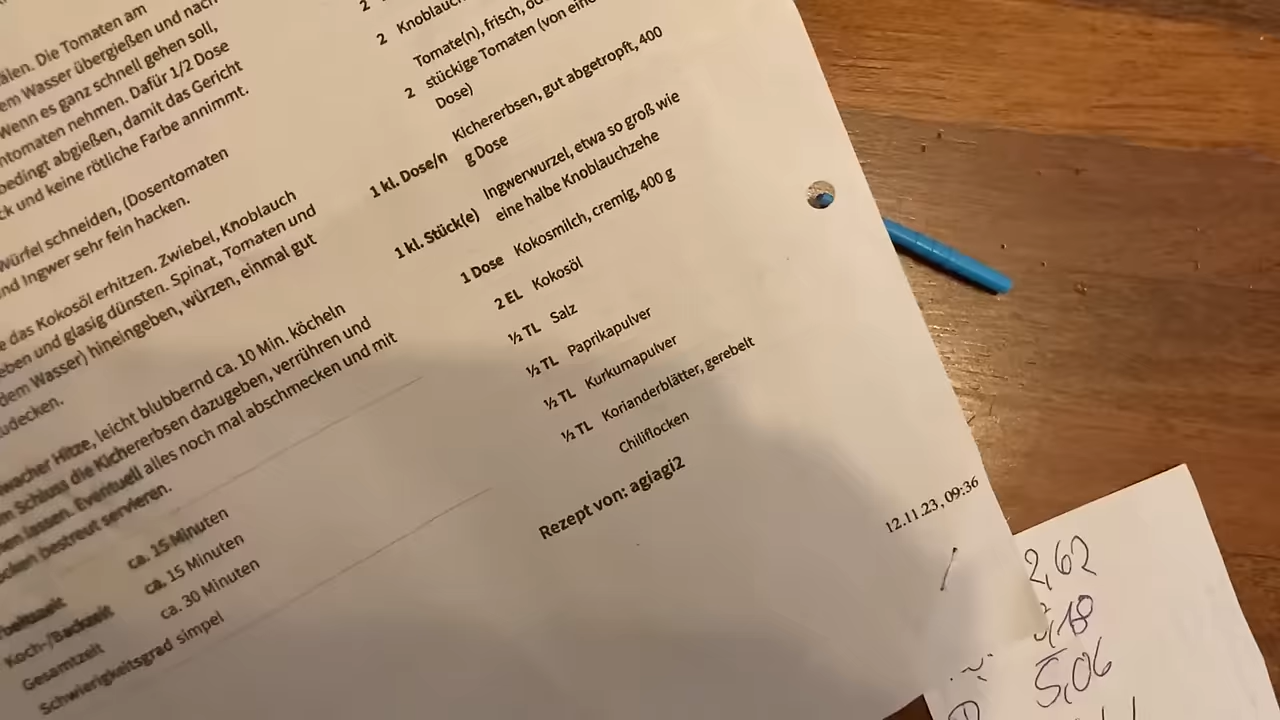 älen. Die Tomaten am
em Wasser übergießen und nach
Wenn es ganz schnell gehen soll,
ntomaten nehmen. Dafür 1/2 Dose
bedingt abgießen, damit das Gericht
ck und keine rötliche Farbe annimmt.
Würfel schneiden, (Dosentomaten
nd Ingwer sehr fein hacken.
e das Kokosöl erhitzen. Zwiebel, Knoblauch
eben und glasig dünsten. Spinat, Tomaten und
dem Wasser) hineingeben, würzen, einmal gut
udecken.
wacher Hitze, leicht blubbernd ca. 10 Min. köcheln
m Schluss die Kichererbsen dazugeben, verrühren und
en lassen. Eventuell alles noch mal abschmecken und mit
ocken bestreut servieren.
rbeitszeit ca. 15 Minuten
Koch-/Backzeit ca. 15 Minuten
Gesamtzeit ca. 30 Minuten
Schwierigkeitsgrad simpel
2
2 Knoblauch
Tomate(n), frisch, od
2 stückige Tomaten (von eine
Dose)
Kichererbsen, gut abgetropft, 400
1 kl. Dose/n g Dose
Ingwerwurzel, etwa so groß wie
1 kl. Stück(e) eine halbe Knoblauchzehe
1 Dose Kokosmilch, cremig, 400 g
2 EL Kokosöl
½ TL Salz
½ TL Paprikapulver
½ TL Kurkumapulver
½ TL Korianderblätter, gerebelt
Chiliflocken
Rezept von: agiagi2
12.11.23, 09:36
2,62
,18
5,06